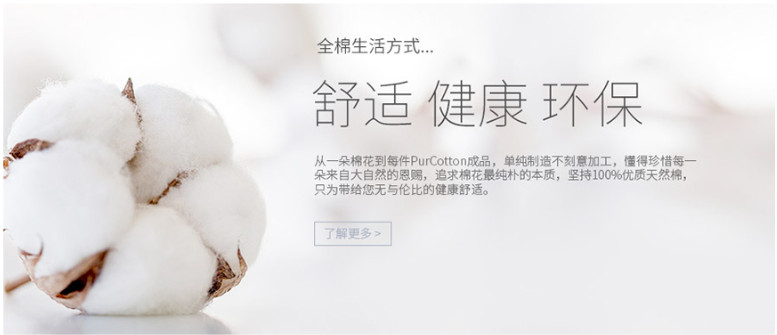 全棉生活方式...
舒适 健康 环保
从一朵棉花到每件PurCotton成品，单纯制造不刻意加工，懂得珍惜每一
朵来自大自然的恩赐，追求棉花最纯朴的本质，坚持100%优质天然棉，
只为带给您无与伦比的健康舒适。
了解更多 >